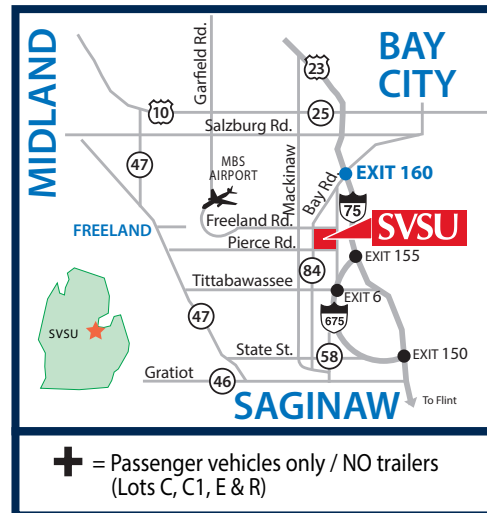 MIDLAND
Garfield Rd.
23
BAY
CITY
10
25
Salzburg Rd.
47
MBS
AIRPORT
Mackinaw
Bay Rd.
EXIT 160
75
FREELAND
Freeland Rd.
SVSU
Pierce Rd.
84
EXIT 155
Tittabawassee
EXIT 6
675
SVSU
47
State St.
58
EXIT 150
Gratiot
46
SAGINAW
To Flint
= Passenger vehicles only / NO trailers
(Lots C, C1, E & R)